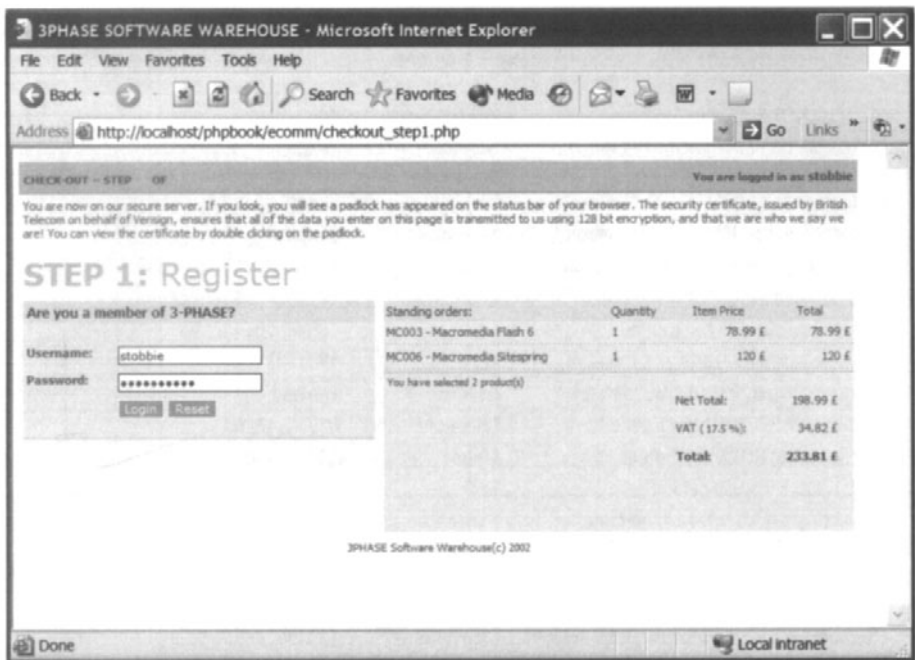 3PHASE SOFTWARE WAREHOUSE - Microsoft Internet Explorer
File Edit View Favorites Tools Help
Back Search Favorites Media
Address http://localhost/phpbook/ecomm/checkout_step1.php Go Links »
CHECK-OUT – STEP OF You are logged in as: stobbie
You are now on our secure server. If you look, you will see a padlock has appeared on the status bar of your browser. The security certificate, issued by British
Telecom on behalf of Verisign, ensures that all of the data you enter on this page is transmitted to us using 128 bit encryption, and that we are who we say we
are! You can view the certificate by double clicking on the padlock.
STEP 1: Register
Are you a member of 3-PHASE?
Username: stobbie
Password: ••••••••••
Login Reset
Standing orders: Quantity Item Price Total
MC003 - Macromedia Flash 6 1 78.99 £ 78.99 £
MC006 - Macromedia Sitespring 1 120 £ 120 £
You have selected 2 product(s)
Net Total: 198.99 £
VAT ( 17.5 %): 34.82 £
Total: 233.81 £
3PHASE Software Warehouse(c) 2002
Done Local intranet